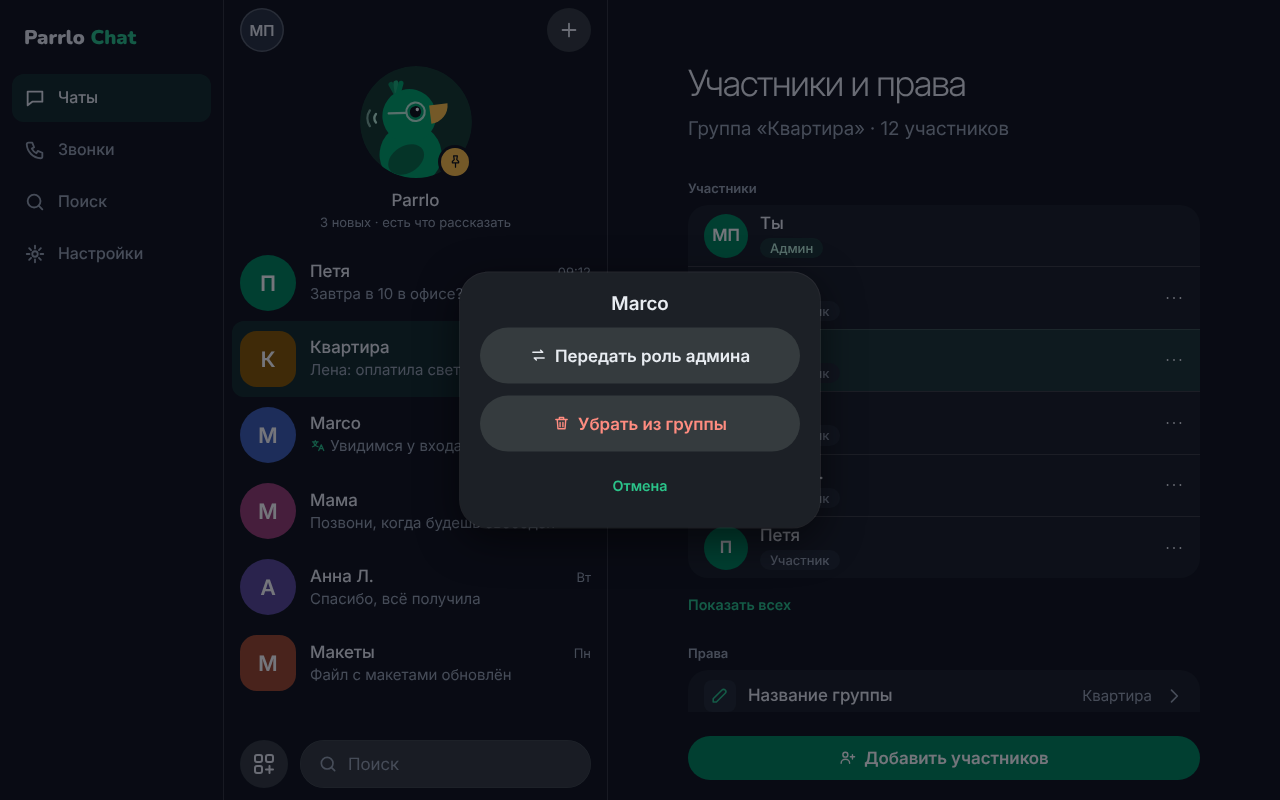 Parrlo Chat
Чаты
Звонки
Поиск
Настройки
МП
Parrlo
3 новых · есть что рассказать
Петя
Завтра в 10 в офисе?
Квартира
Лена: оплатила свет
Marco
Увидимся у входа
Мама
Позвони, когда будешь
Анна Л.
Вт
Спасибо, всё получила
Макеты
Пн
Файл с макетами обновлён
Поиск
П
К
M
М
А
М
Участники и права
Группа «Квартира» · 12 участников
Участники
МП
Ты
Админ
П
Петя
Участник
Показать всех
Права
Название группы
Квартира
Добавить участников
Marco
Передать роль админа
Убрать из группы
Отмена